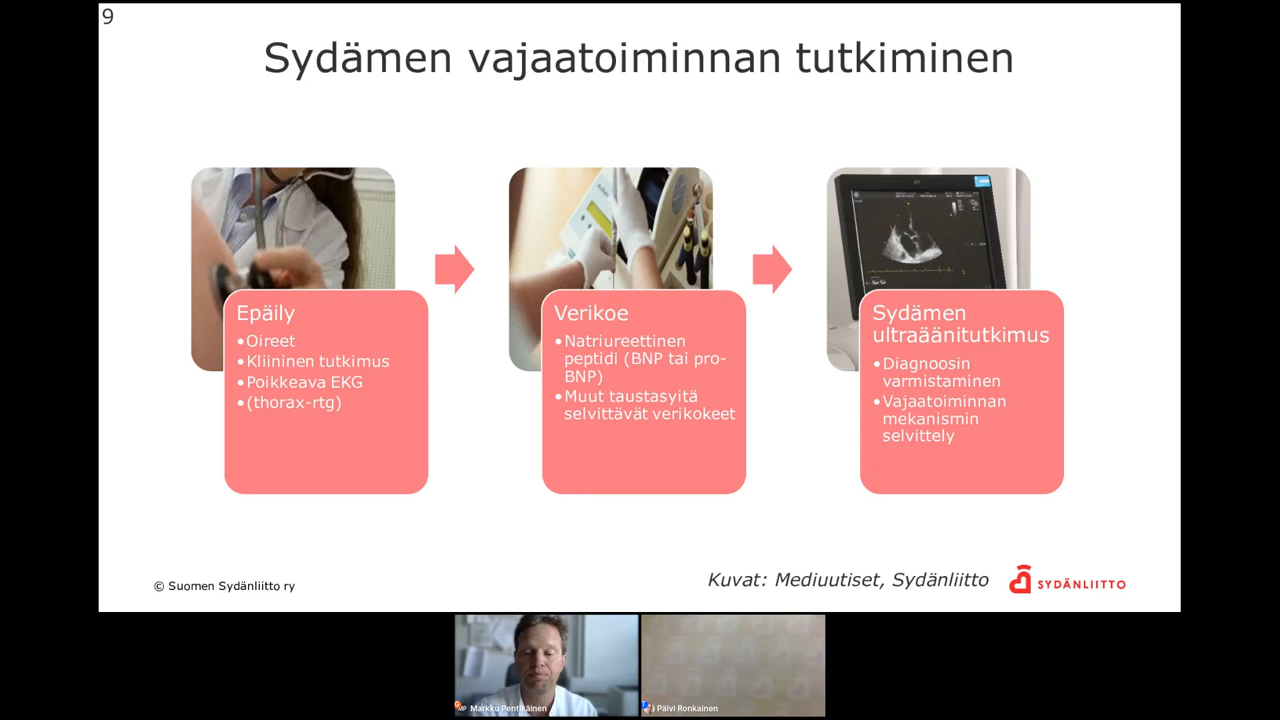 9
Sydämen vajaatoiminnan tutkiminen
Epäily
•Oireet
•Kliininen tutkimus
•Poikkeava EKG
•(thorax-rtg)
Verikoe
•Natriureettinen
peptidi (BNP tai pro-
BNP)
•Muut taustasyitä
selvittävät verikokeet
Sydämen
ultraäänitutkimus
•Diagnoosin
varmistaminen
•Vajaatoiminnan
mekanismin
selvittely
© Suomen Sydänliitto ry
Kuvat: Mediuutiset, Sydänliitto
SYDÄNLIITTO
Markku Pentikäinen
Päivi Ronkainen